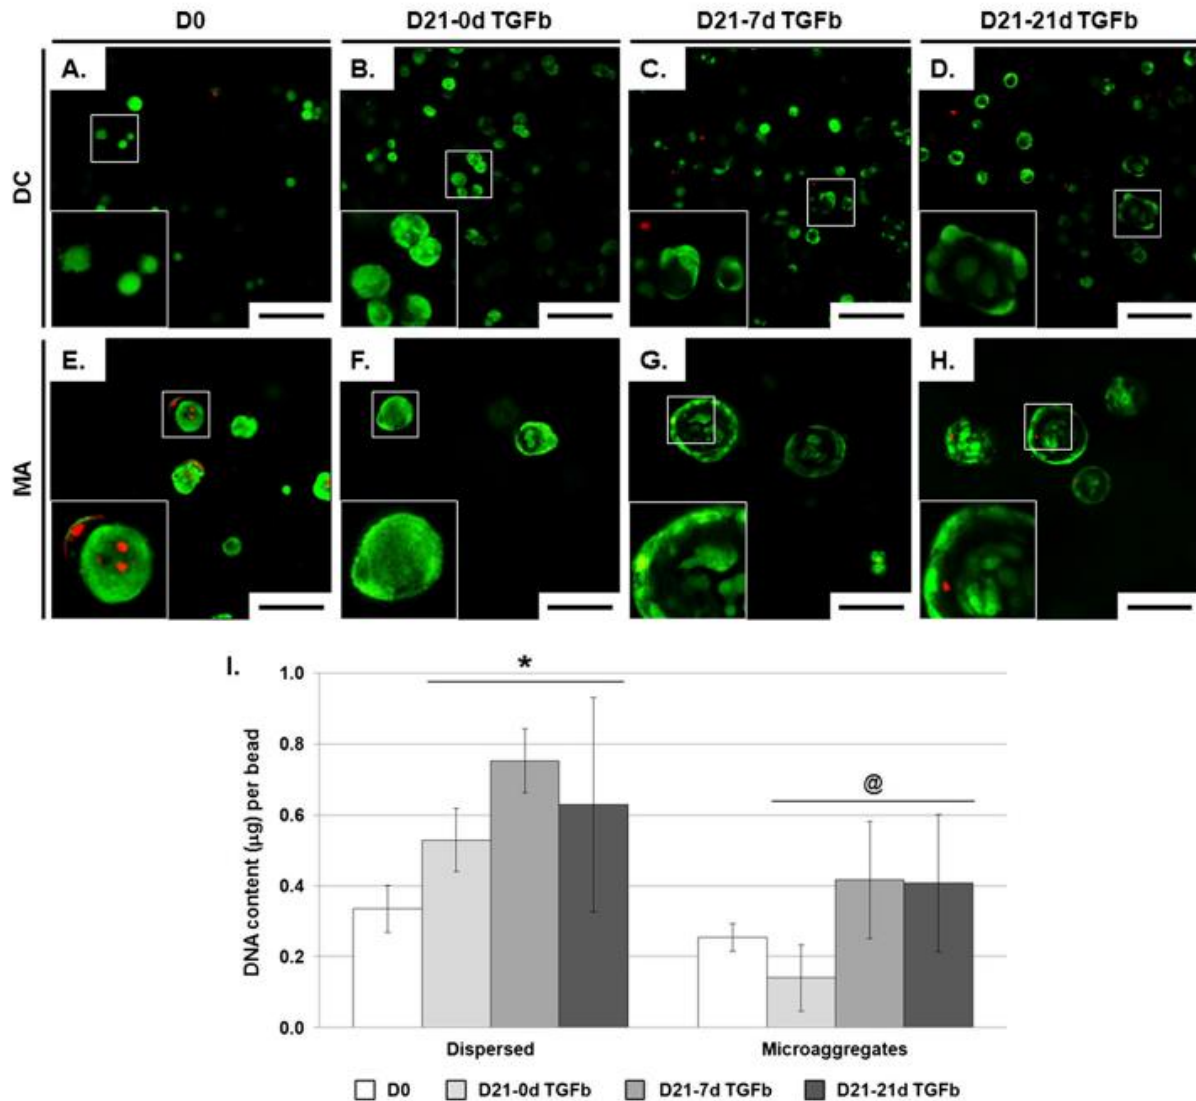 D0 D21-0d TGFb D21-7d TGFb D21-21d TGFb
DC
A. B. C. D.
MA
E. F. G. H.
I.
*
@
DNA content (µg) per bead
1.0
0.8
0.6
0.4
0.2
0.0
Dispersed Microaggregates
D0 D21-0d TGFb D21-7d TGFb D21-21d TGFb